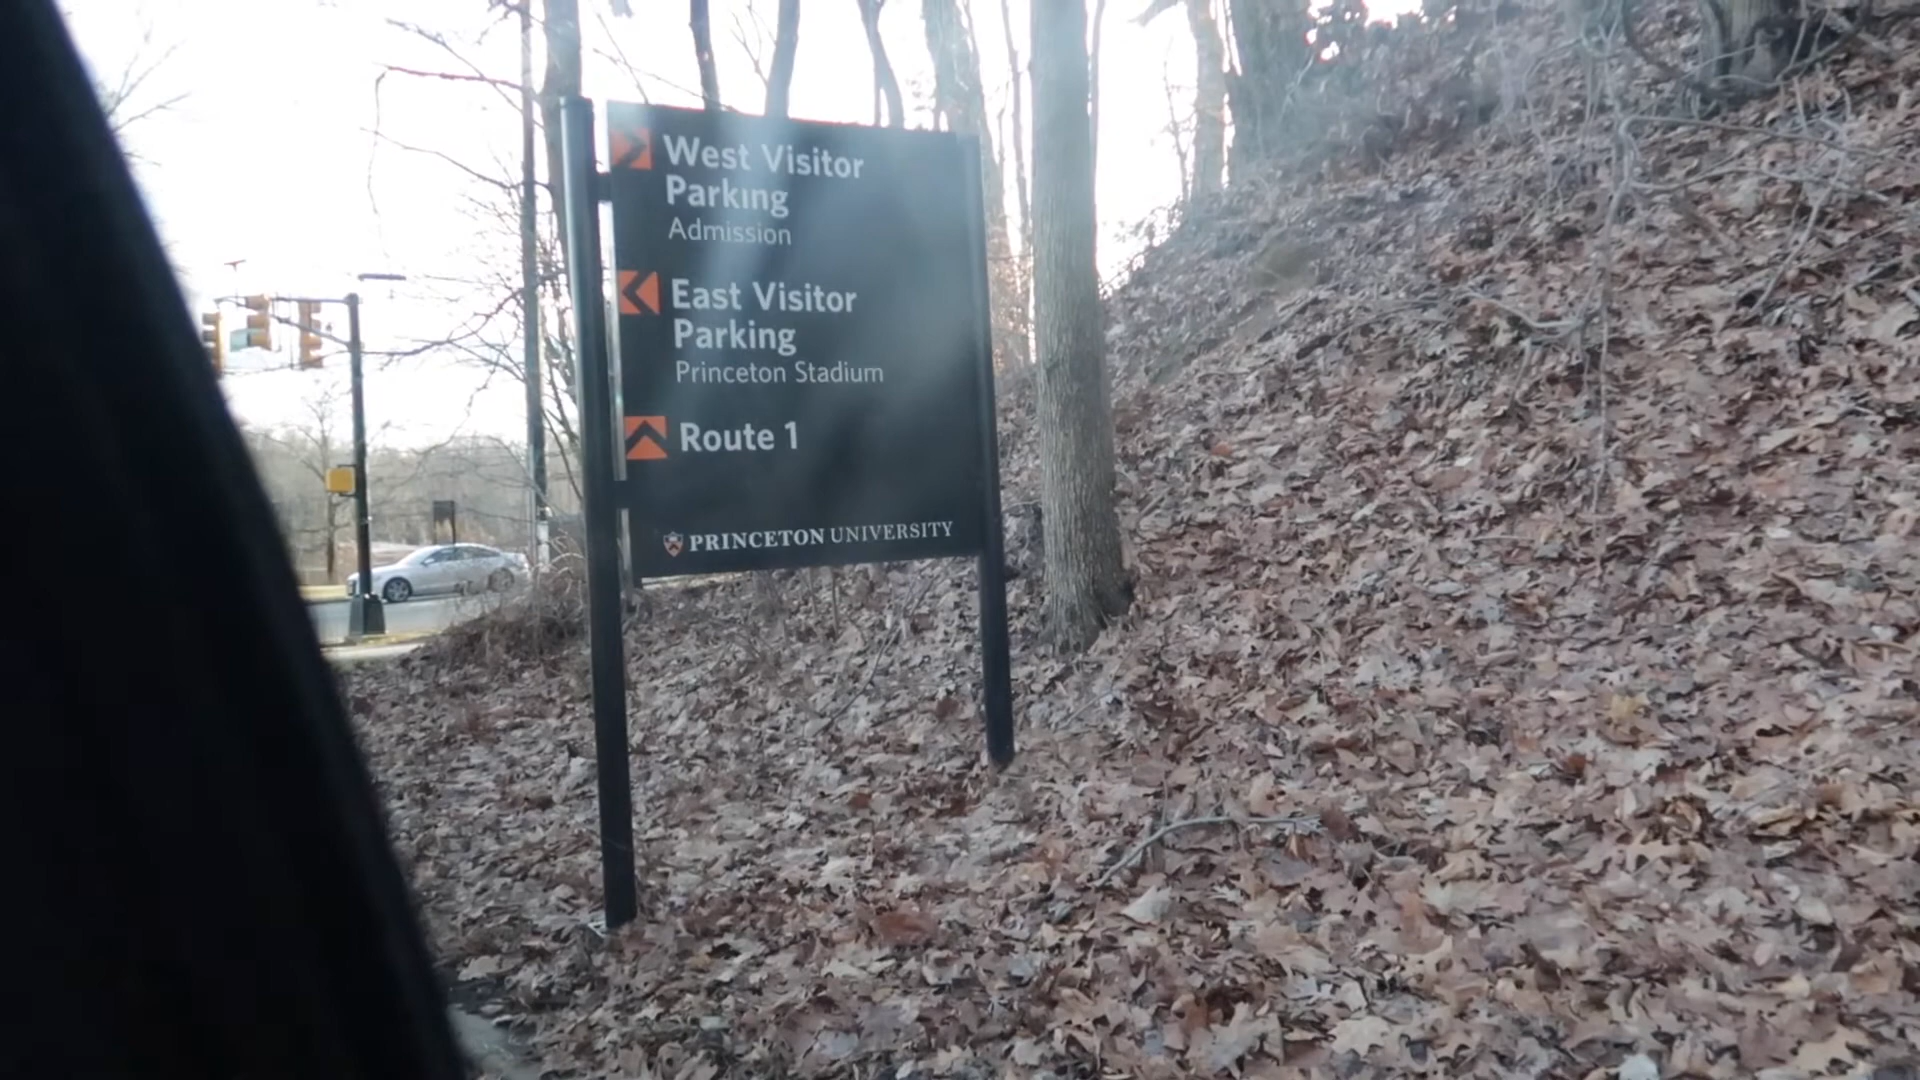 West Visitor
Parking
Admission
East Visitor
Parking
Princeton Stadium
Route 1
PRINCETON UNIVERSITY